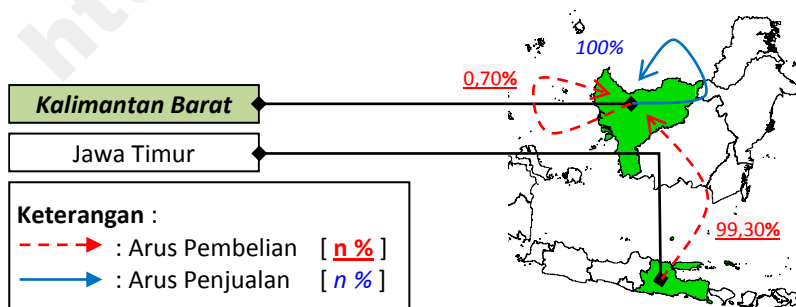 100%
0,70%
Kalimantan Barat
Jawa Timur
99,30%
Keterangan :
: Arus Pembelian [ n % ]
: Arus Penjualan [ n % ]